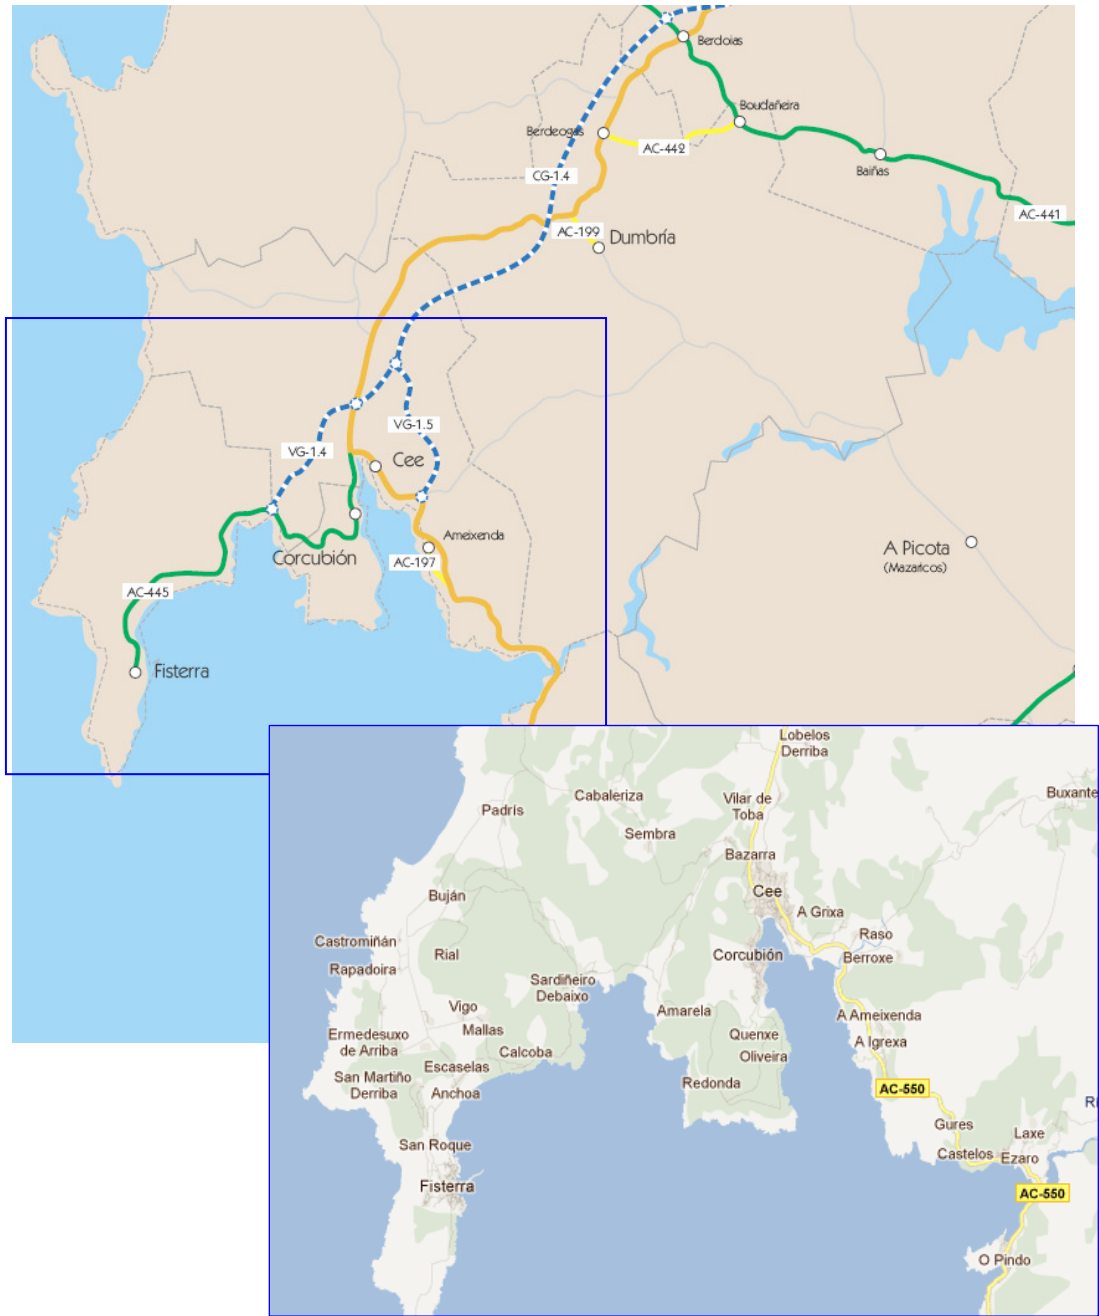 Berdoias
Boudañeira
Berdeogas
AC-442
Baíñas
CG-1.4
AC-441
AC-199
Dumbría
VG-1.5
VG-1.4
Cee
Ameixenda
A Picota
(Mazaricos)
Corcubión
AC-197
AC-445
Fisterra
Lobelos
Derriba
Padrís
Cabaleriza
Vilar de
Toba
Buxante
Sembra
Bazarra
Cee
Buján
A Grixa
Castromiñán
Raso
Rial
Corcubión
Berroxe
Rapadoira
Sardiñeiro
Debaixo
Vigo
Amarela
A Ameixenda
Ermedesuxo
de Arriba
Mallas
Quenxe
A Igrexa
Calcoba
Oliveira
Escaselas
San Martiño
Derriba
Redonda
Anchoa
AC-550
Gures
Laxe
San Roque
Castelos
Ezaro
Fisterra
AC-550
O Pindo